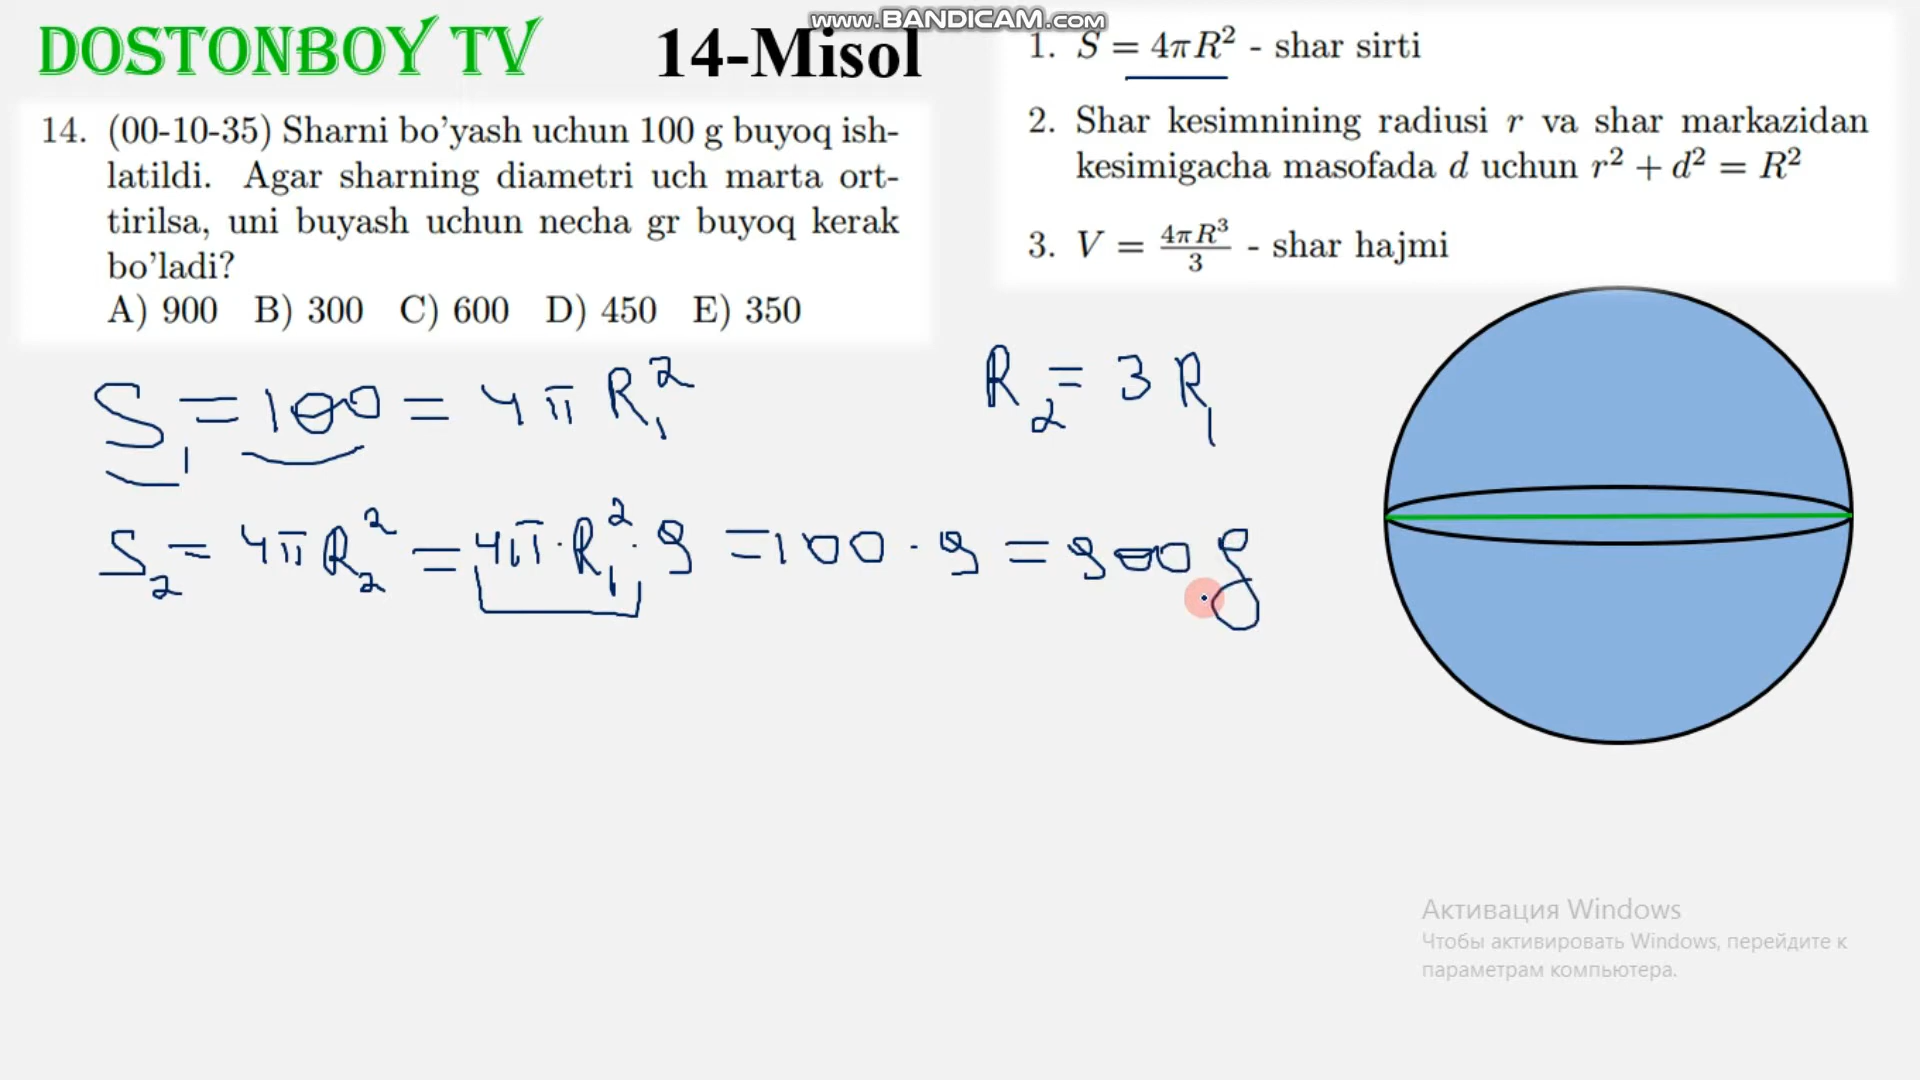 www.BANDICAM.com
DOSTONBOY TV
14-Misol
14. (00-10-35) Sharni bo'yash uchun 100 g buyoq ish-
latildi. Agar sharning diametri uch marta ort-
tirilsa, uni buyash uchun necha gr buyoq kerak
bo'ladi?
A) 900 B) 300 C) 600 D) 450 E) 350
1. S = 4πR² - shar sirti
2. Shar kesimnining radiusi r va shar markazidan
kesimigacha masofada d uchun r² + d² = R²
3. V = 4πR³/3 - shar hajmi
S₁ = 100 = 4π R₁²
R₂ = 3 R₁
S₂ = 4π R₂² = 4π · R₁² · 9 = 100 · 9 = 900 g
Активация Windows
Чтобы активировать Windows, перейдите к
параметрам компьютера.